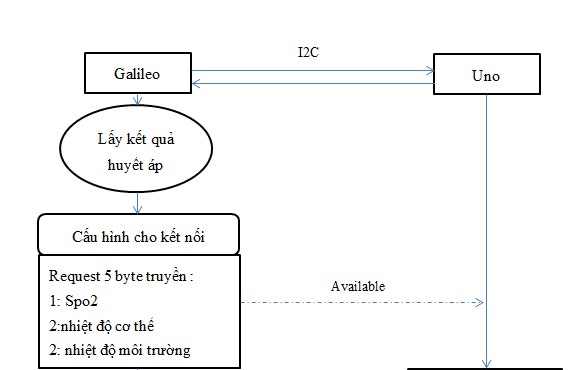 I2C
Galileo
Uno
Lấy kết quả
huyết áp
Cấu hình cho kết nối
Request 5 byte truyền :
1: Spo2
Available
2:nhiệt độ cơ thể
2: nhiệt độ môi trường